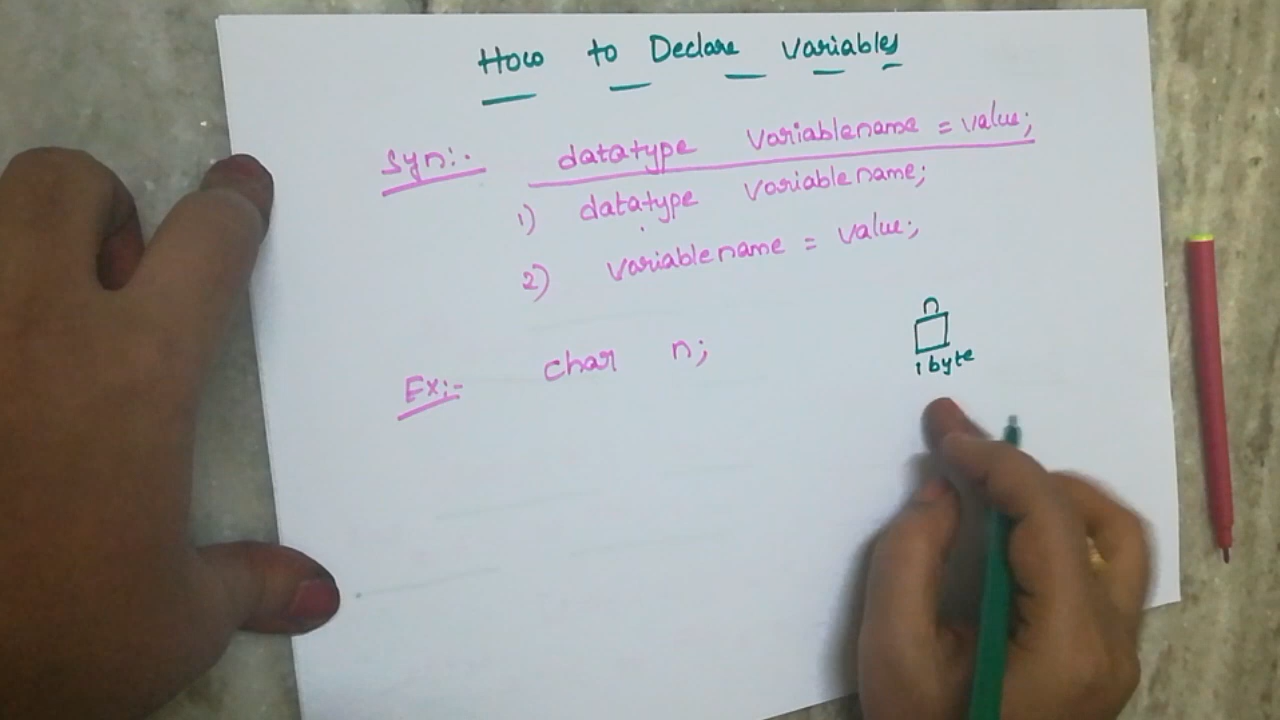 How to Declare Variables
Syn:- datatype Variablename = value;
1) datatype Variablename;
2) Variablename = value;
Ex:- char n;
n
1 byte